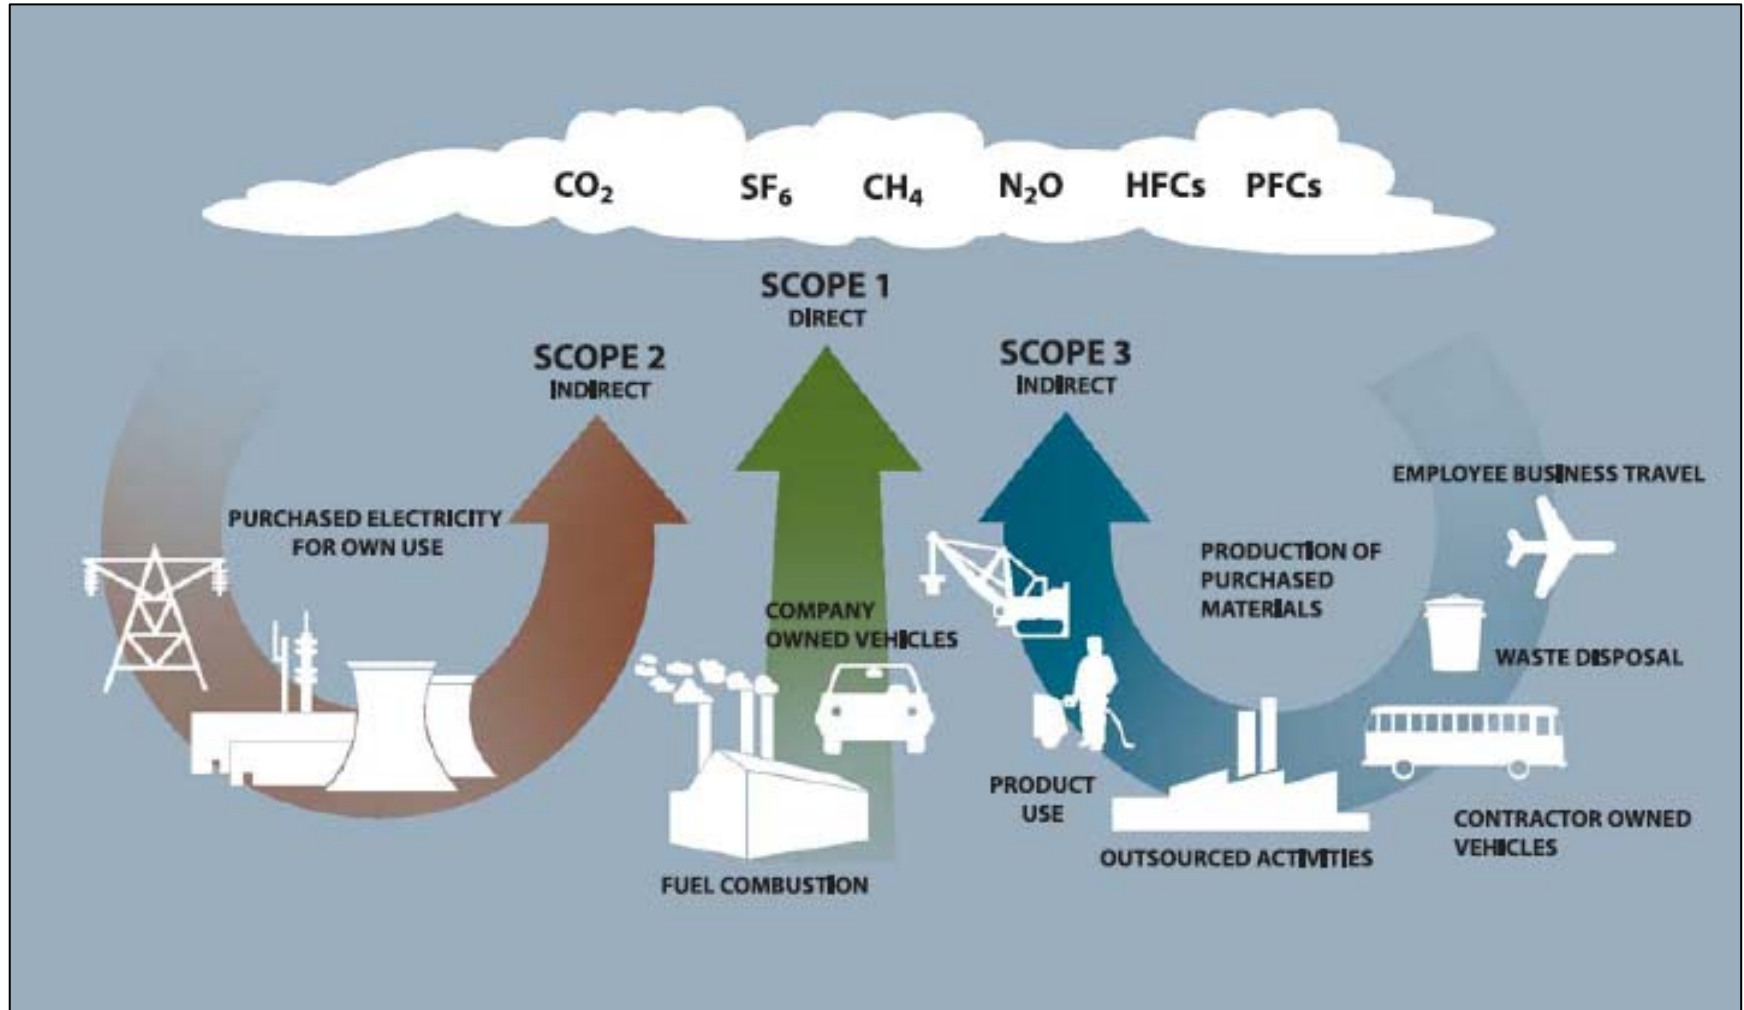 CO₂ SF₆ CH₄ N₂O HFCs PFCs
SCOPE 1
DIRECT
SCOPE 2
INDIRECT
SCOPE 3
INDIRECT
PURCHASED ELECTRICITY
FOR OWN USE
COMPANY
OWNED VEHICLES
FUEL COMBUSTION
EMPLOYEE BUSINESS TRAVEL
PRODUCTION OF
PURCHASED
MATERIALS
WASTE DISPOSAL
PRODUCT
USE
OUTSOURCED ACTIVITIES
CONTRACTOR OWNED
VEHICLES